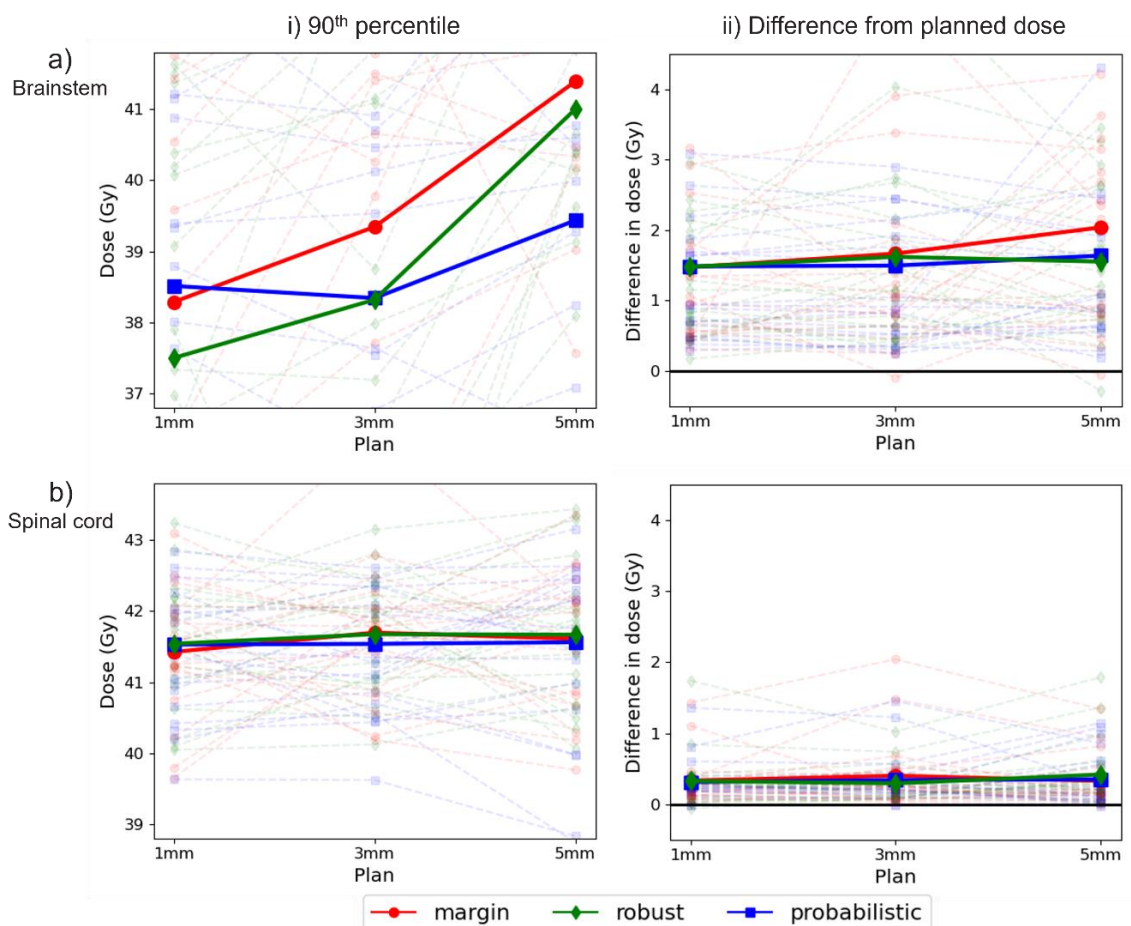 i) 90th percentile
ii) Difference from planned dose
a)
Brainstem
41
40
39
38
37
Dose (Gy)
1mm 3mm 5mm
Plan
4
3
2
1
0
Difference in dose (Gy)
1mm 3mm 5mm
Plan
b)
Spinal cord
43
42
41
40
39
Dose (Gy)
1mm 3mm 5mm
Plan
4
3
2
1
0
Difference in dose (Gy)
1mm 3mm 5mm
Plan
margin robust probabilistic